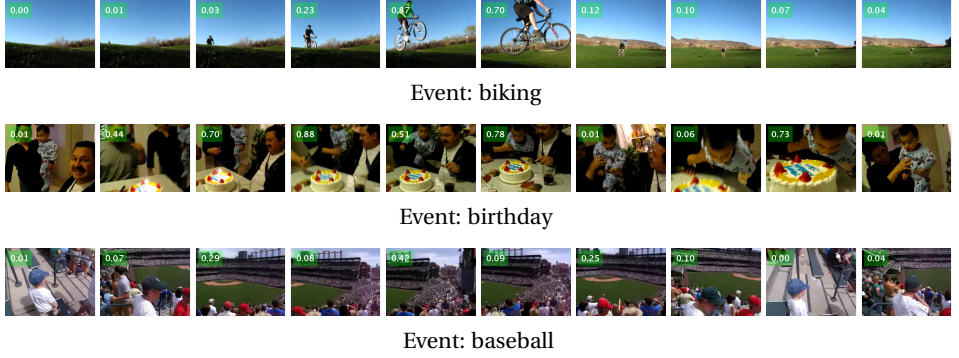 0.00 0.01 0.03 0.23 0.87 0.70 0.12 0.10 0.07 0.04
Event: biking
0.01 0.44 0.70 0.88 0.51 0.78 0.01 0.06 0.73 0.01
Event: birthday
0.01 0.07 0.29 0.08 0.42 0.09 0.25 0.10 0.00 0.04
Event: baseball